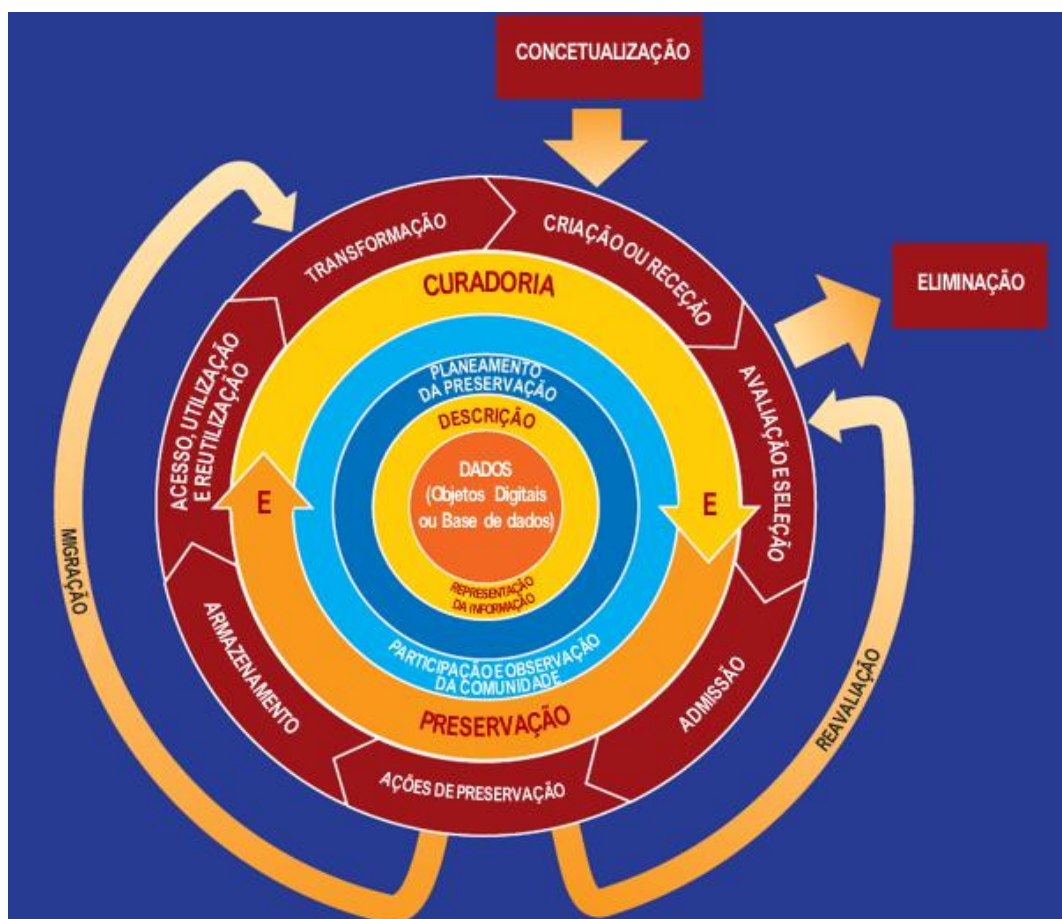 CONCETUALIZAÇÃO
CRIAÇÃO OU RECEÇÃO
ELIMINAÇÃO
AVALIAÇÃO E SELEÇÃO
REAVALIAÇÃO
ADMISSÃO
AÇÕES DE PRESERVAÇÃO
ARMAZENAMENTO
MIGRAÇÃO
ACESSO, UTILIZAÇÃO
E REUTILIZAÇÃO
TRANSFORMAÇÃO
CURADORIA
E
PRESERVAÇÃO
E
PLANEAMENTO
DA PRESERVAÇÃO
DESCRIÇÃO
DADOS
(Objetos Digitais
ou Base de dados)
REPRESENTAÇÃO
DA INFORMAÇÃO
PARTICIPAÇÃO E OBSERVAÇÃO
DA COMUNIDADE